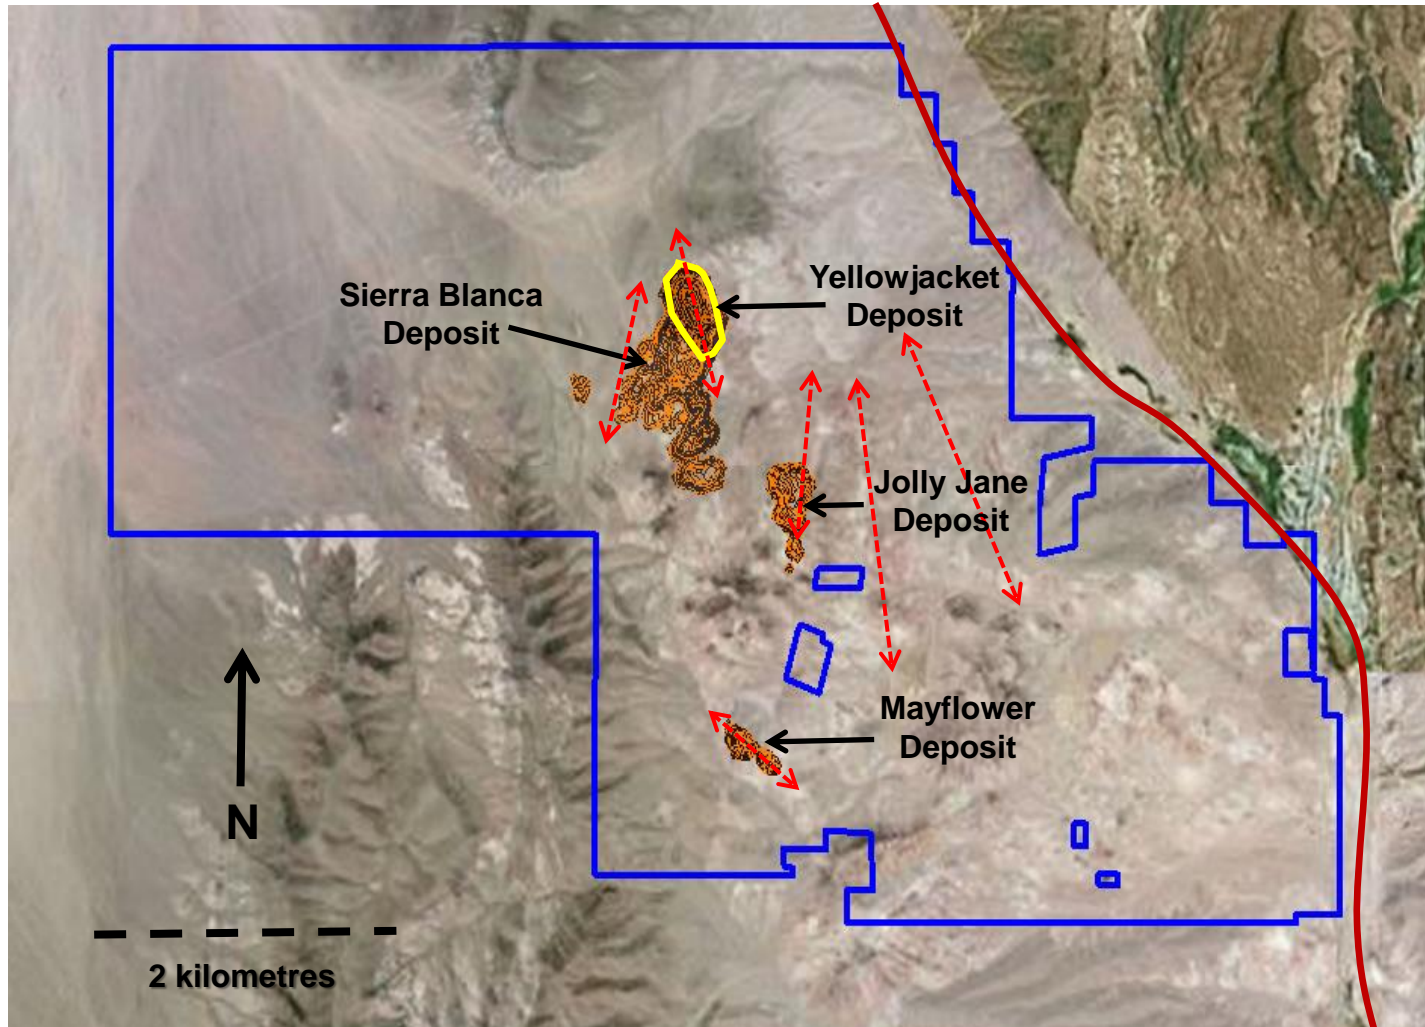 Sierra Blanca
Deposit
Yellowjacket
Deposit
Jolly Jane
Deposit
Mayflower
Deposit
N
2 kilometres